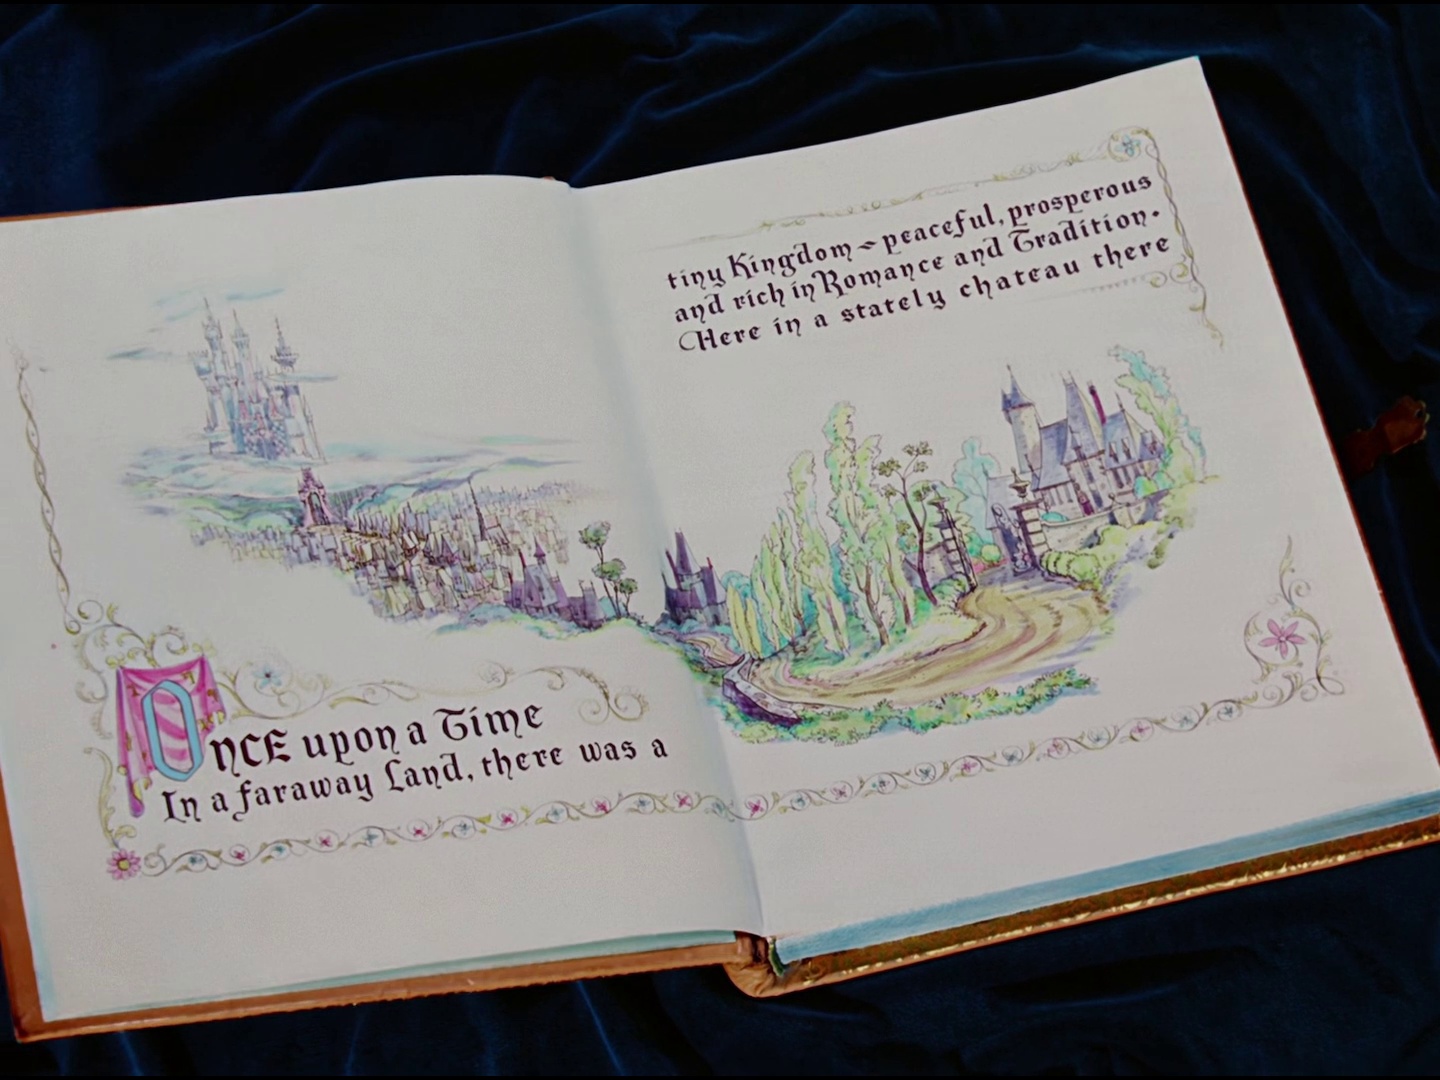 ONCE upon a Time
In a faraway Land, there was a
tiny Kingdom ~ peaceful, prosperous
and rich in Romance and Tradition.
Here in a stately chateau there